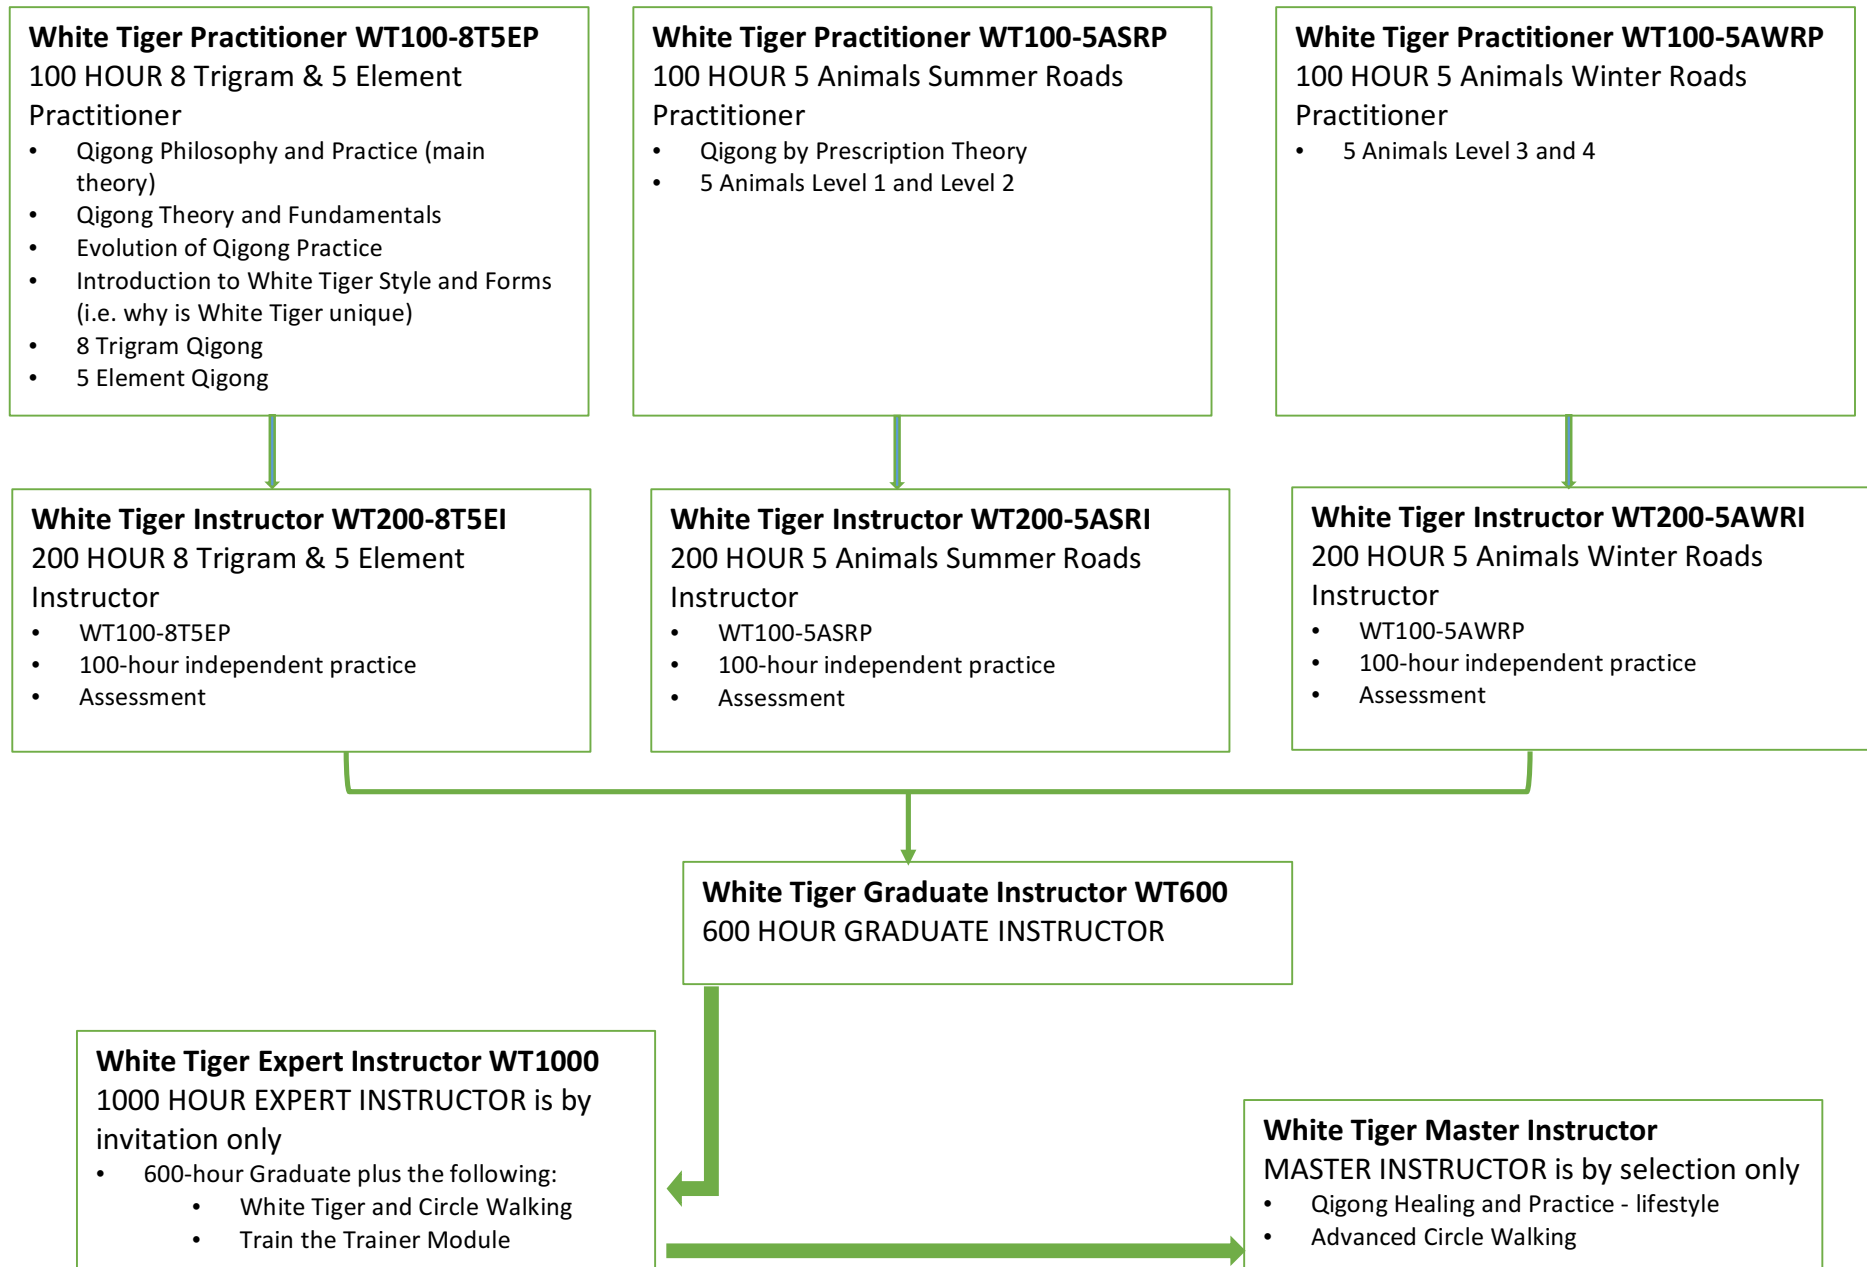 White Tiger Practitioner WT100-8T5EP
100 HOUR 8 Trigram & 5 Element
Practitioner
• Qigong Philosophy and Practice (main
theory)
• Qigong Theory and Fundamentals
• Evolution of Qigong Practice
• Introduction to White Tiger Style and Forms
(i.e. why is White Tiger unique)
• 8 Trigram Qigong
• 5 Element Qigong
White Tiger Practitioner WT100-5ASRP
100 HOUR 5 Animals Summer Roads
Practitioner
• Qigong by Prescription Theory
• 5 Animals Level 1 and Level 2
White Tiger Practitioner WT100-5AWRP
100 HOUR 5 Animals Winter Roads
Practitioner
• 5 Animals Level 3 and 4
White Tiger Instructor WT200-8T5EI
200 HOUR 8 Trigram & 5 Element
Instructor
• WT100-8T5EP
• 100-hour independent practice
• Assessment
White Tiger Instructor WT200-5ASRI
200 HOUR 5 Animals Summer Roads
Instructor
• WT100-5ASRP
• 100-hour independent practice
• Assessment
White Tiger Instructor WT200-5AWRI
200 HOUR 5 Animals Winter Roads
Instructor
• WT100-5AWRP
• 100-hour independent practice
• Assessment
White Tiger Graduate Instructor WT600
600 HOUR GRADUATE INSTRUCTOR
White Tiger Expert Instructor WT1000
1000 HOUR EXPERT INSTRUCTOR is by
invitation only
• 600-hour Graduate plus the following:
• White Tiger and Circle Walking
• Train the Trainer Module
White Tiger Master Instructor
MASTER INSTRUCTOR is by selection only
• Qigong Healing and Practice - lifestyle
• Advanced Circle Walking